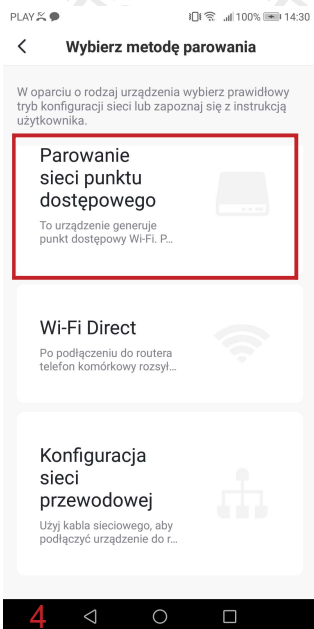 PLAY 100% 14:30
Wybierz metodę parowania
W oparciu o rodzaj urządzenia wybierz prawidłowy
tryb konfiguracji sieci lub zapoznaj się z instrukcją
użytkownika.
Parowanie
sieci punktu
dostępowego
To urządzenie generuje
punkt dostępowy Wi-Fi. P...
Wi-Fi Direct
Po podłączeniu do routera
telefon komórkowy rozsył...
Konfiguracja
sieci
przewodowej
Użyj kabla sieciowego, aby
podłączyć urządzenie do r...
4